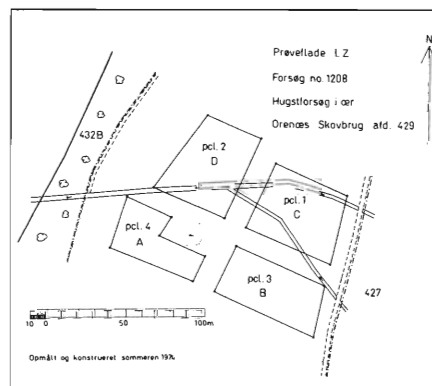 Prøveflade I. Z
Forsøg no. 1208
Hugstforsøg i ær
Orenæs Skovbrug afd. 429
N
432B
pcl. 2
D
pcl. 1
C
pcl. 4
A
pcl. 3
B
427
10 0 50 100m
Opmålt og konstrueret sommeren 1974